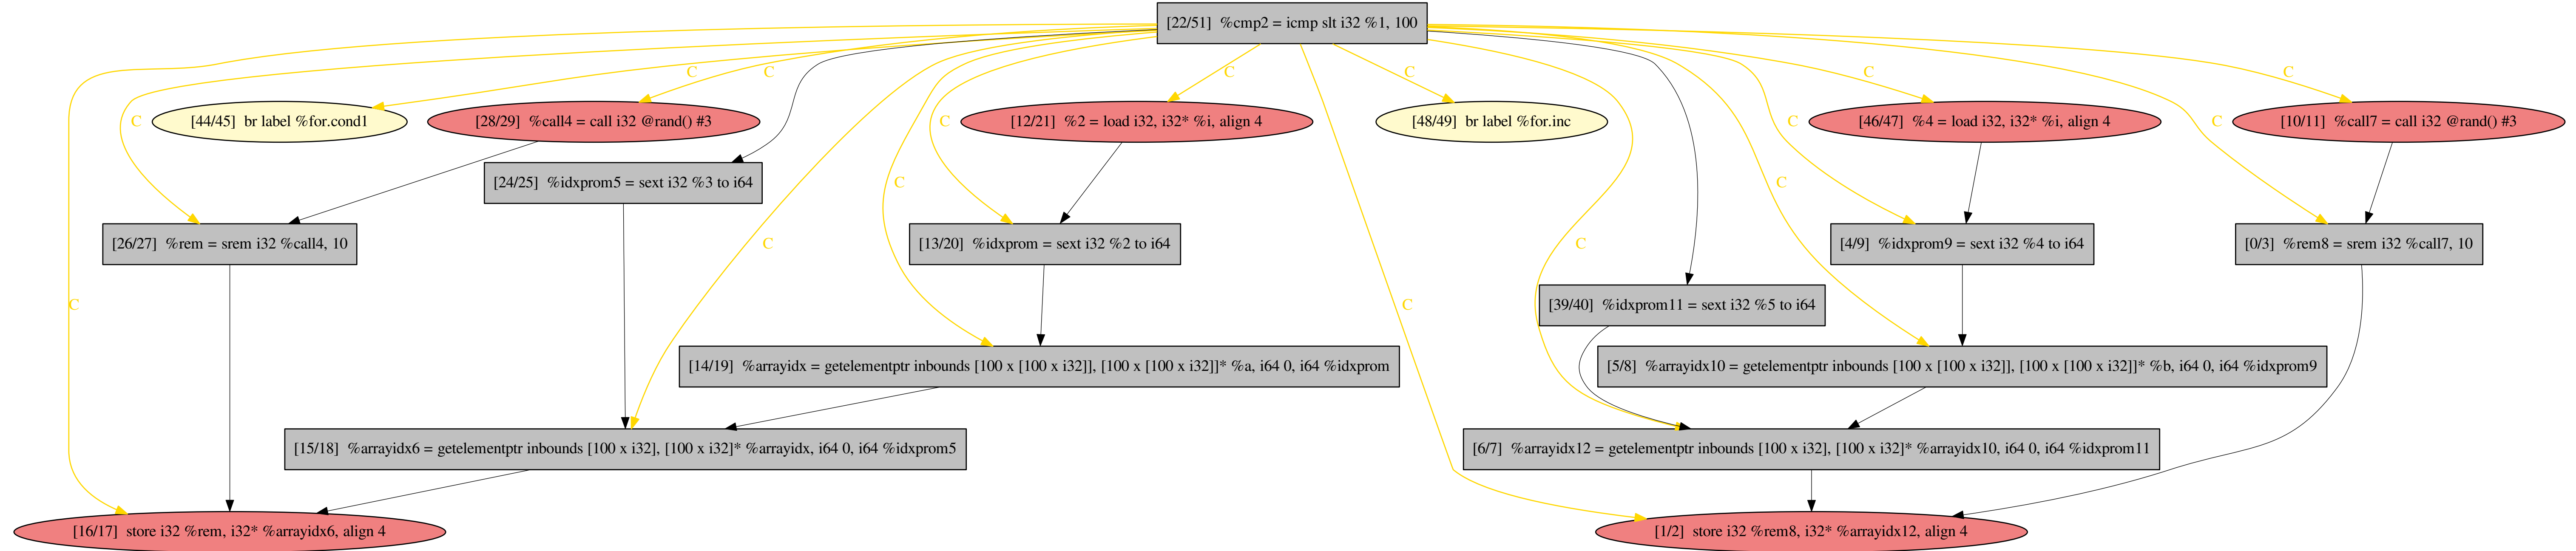 [22/51]  %cmp2 = icmp slt i32 %1, 100
C C C C C C
[44/45]  br label %for.cond1
[28/29]  %call4 = call i32 @rand() #3
[12/21]  %2 = load i32, i32* %i, align 4
[48/49]  br label %for.inc
[46/47]  %4 = load i32, i32* %i, align 4
[10/11]  %call7 = call i32 @rand() #3
C C C C
[24/25]  %idxprom5 = sext i32 %3 to i64
C C
[26/27]  %rem = srem i32 %call4, 10
C
[13/20]  %idxprom = sext i32 %2 to i64
C
[4/9]  %idxprom9 = sext i32 %4 to i64
[0/3]  %rem8 = srem i32 %call7, 10
C
C
[39/40]  %idxprom11 = sext i32 %5 to i64
[14/19]  %arrayidx = getelementptr inbounds [100 x [100 x i32]], [100 x [100 x i32]]* %a, i64 0, i64 %idxprom
[5/8]  %arrayidx10 = getelementptr inbounds [100 x [100 x i32]], [100 x [100 x i32]]* %b, i64 0, i64 %idxprom9
[15/18]  %arrayidx6 = getelementptr inbounds [100 x i32], [100 x i32]* %arrayidx, i64 0, i64 %idxprom5
[6/7]  %arrayidx12 = getelementptr inbounds [100 x i32], [100 x i32]* %arrayidx10, i64 0, i64 %idxprom11
[16/17]  store i32 %rem, i32* %arrayidx6, align 4
[1/2]  store i32 %rem8, i32* %arrayidx12, align 4